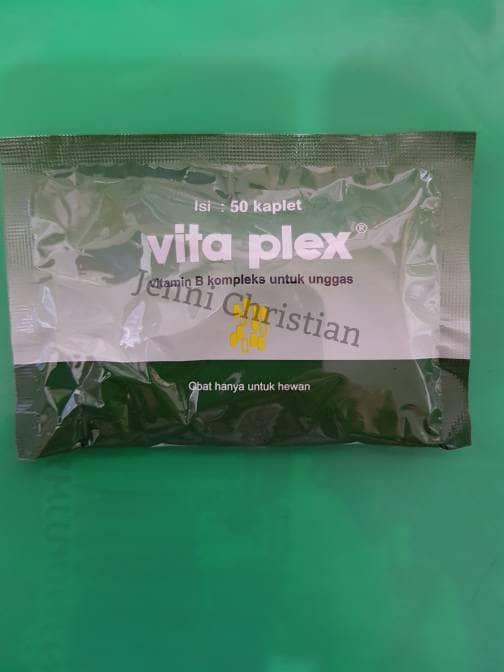 Isi : 50 kaplet
vita plex®
vitamin B kompleks untuk unggas
Jenni Christian
Obat hanya untuk hewan